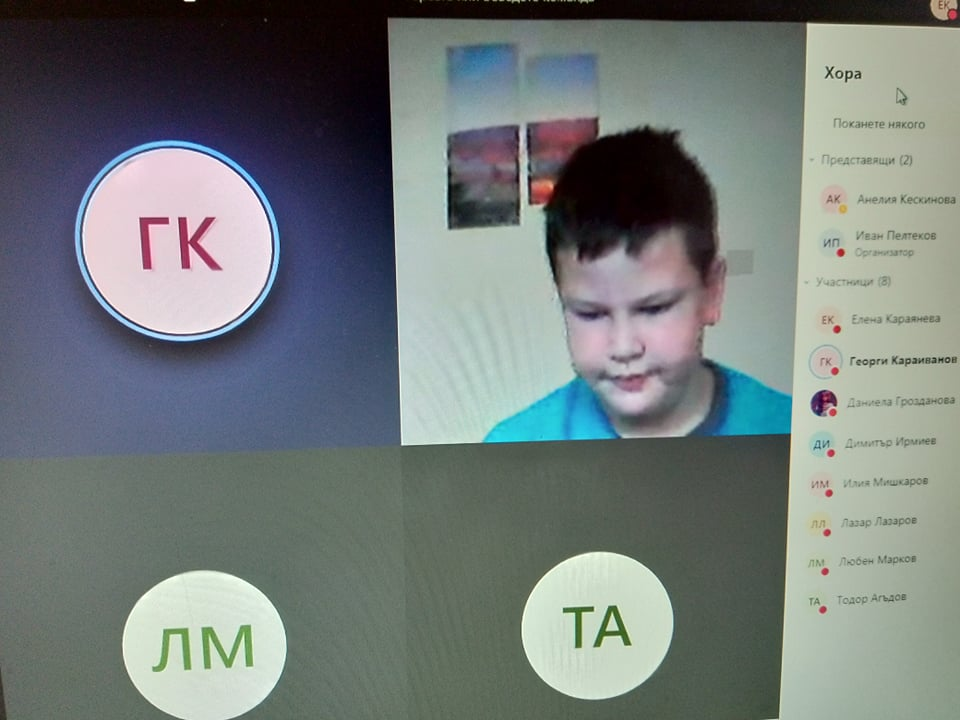 ЕК
ГК
ЛМ
ТА
Хора
Поканете някого
Представящи (2)
АК Анелия Кескинова
ИП Иван Пелтеков
Организатор
Участници (8)
ЕК Елена Караянева
ГК Георги Караиванов
Даниела Грозданова
ДИ Димитър Ирмиев
ИМ Илия Мишкаров
ЛЛ Лазар Лазаров
ЛМ Любен Марков
ТА Тодор Агъдов